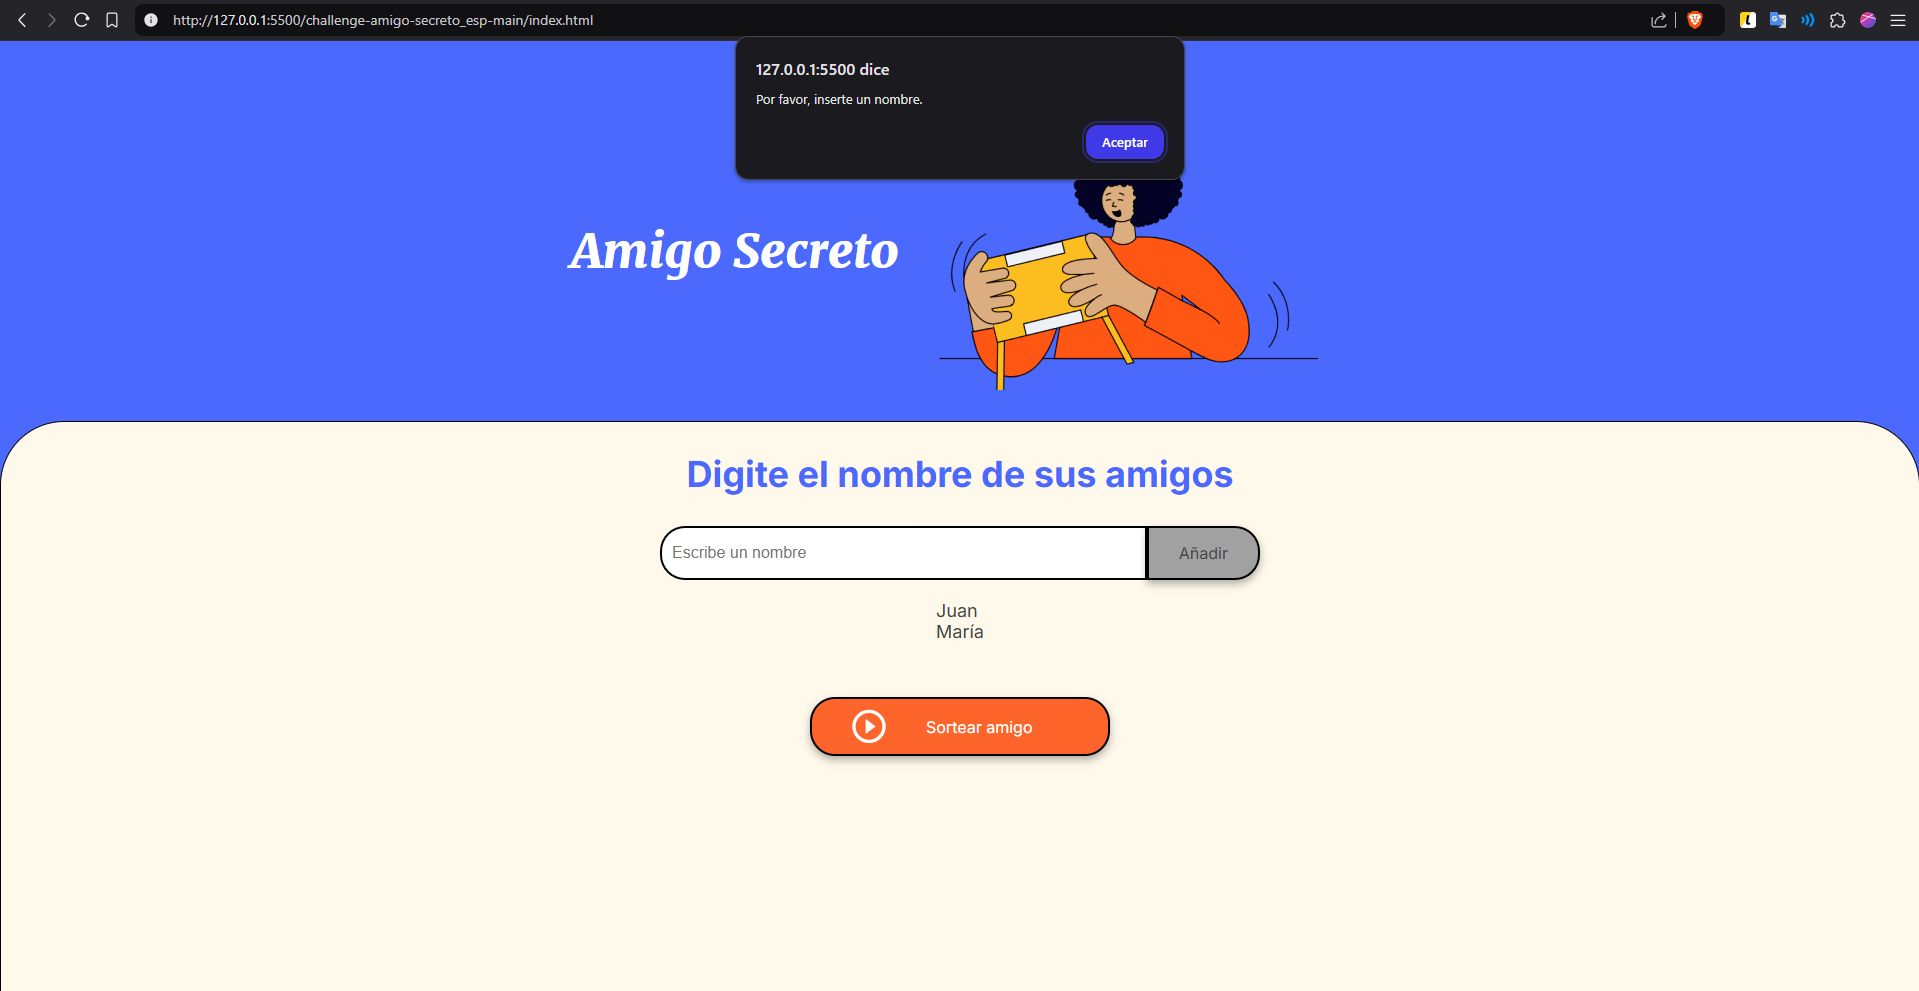 http://127.0.0.1:5500/challenge-amigo-secreto_esp-main/index.html
127.0.0.1:5500 dice
Por favor, inserte un nombre.
Aceptar
Amigo Secreto
Digite el nombre de sus amigos
Escribe un nombre
Añadir
Juan
María
Sortear amigo